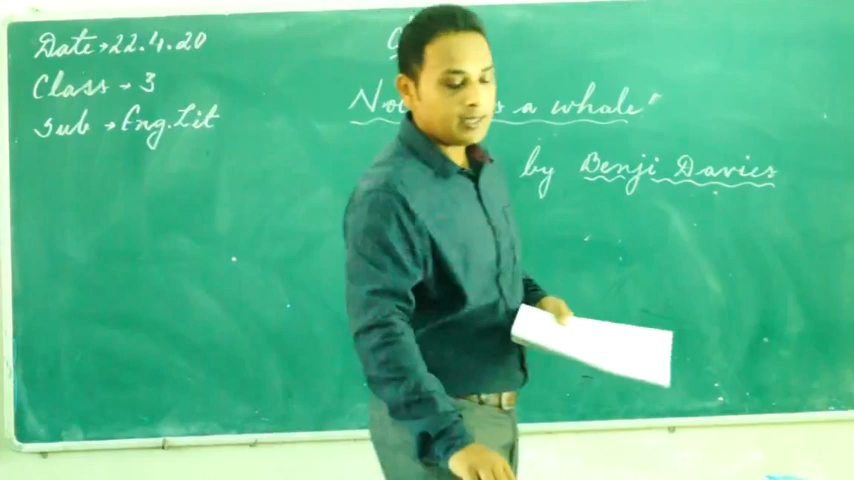 Date → 22.4.20
Class → 3
Sub → Eng. Lit
a whale"
by Benji Davies